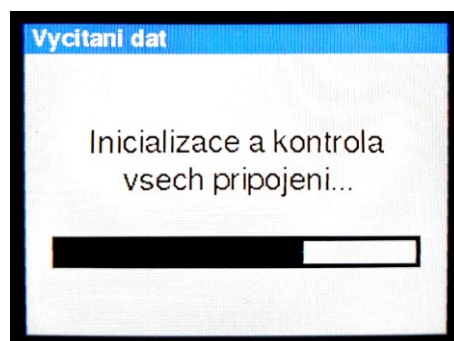 Vycitani dat
Inicializace a kontrola
vsech pripojeni...